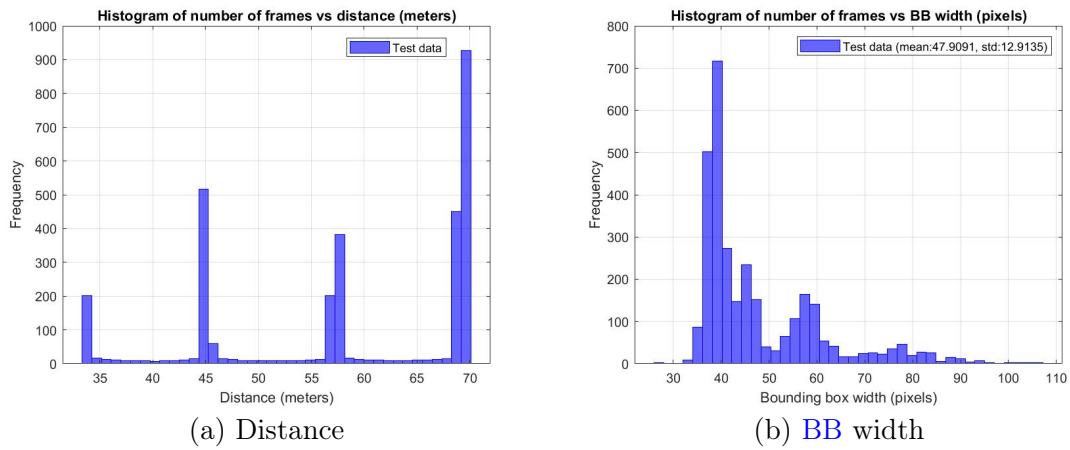 Histogram of number of frames vs distance (meters)
1000
900
800
700
600
500
400
300
200
100
0
Frequency
Test data
35 40 45 50 55 60 65 70
Distance (meters)
(a) Distance
Histogram of number of frames vs BB width (pixels)
800
700
600
500
400
300
200
100
0
Frequency
Test data (mean:47.9091, std:12.9135)
30 40 50 60 70 80 90 100 110
Bounding box width (pixels)
(b) BB width